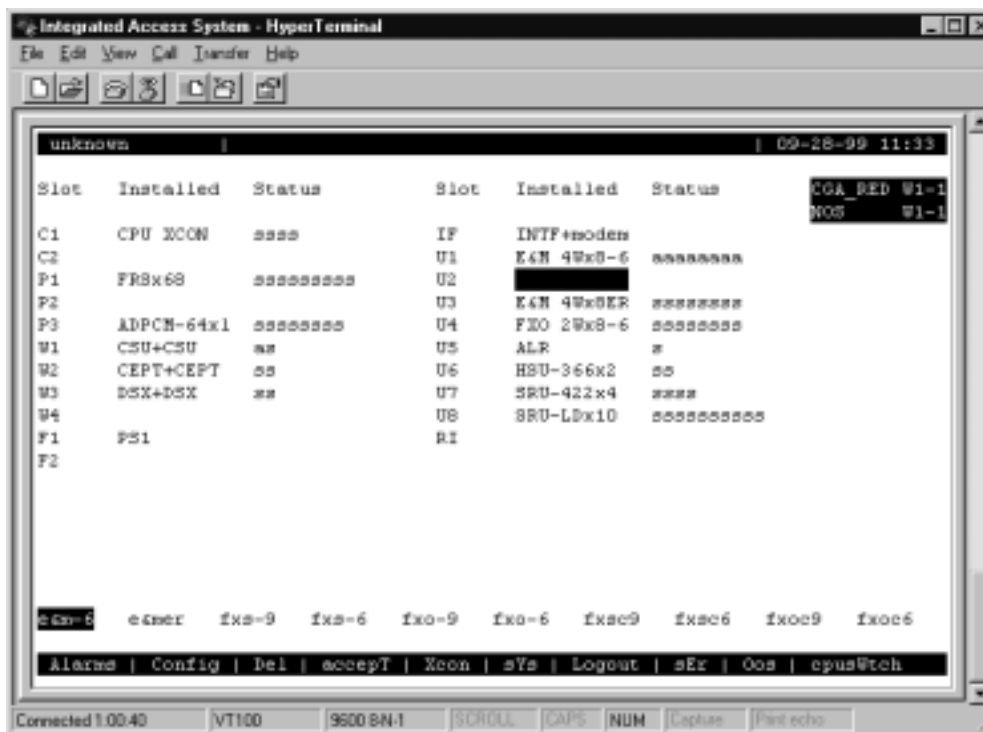 Integrated Access System - HyperTerminal
File Edit View Call Transfer Help
unknown | | 09-28-99 11:33
Slot Installed Status Slot Installed Status CGA_RED W1-1
NOS W1-1
C1 CPU XCON ssss IF INTF+modem
C2 U1 E&M 4Wx8-6 ssssssss
P1 FR8x68 sssssssss U2
P2 U3 E&M 4Wx8ER ssssssss
P3 ADPCM-64x1 ssssssss U4 FXO 2Wx8-6 ssssssss
W1 CSU+CSU as U5 ALR s
W2 CEPT+CEPT ss U6 HSU-366x2 ss
W3 DSX+DSX ss U7 SRU-422x4 ssss
W4 U8 SRU-LDx10 ssssssssss
F1 PS1 RI
F2
e&m-6 e&mer fxs-9 fxs-6 fxo-9 fxo-6 fxsc9 fxsc6 fxoc9 fxoc6
Alarms | Config | Del | accepT | Xcon | sYs | Logout | sEr | Oos | cpusWtch
Connected 1:00:40 VT100 9600 8-N-1 SCROLL CAPS NUM Capture Print echo